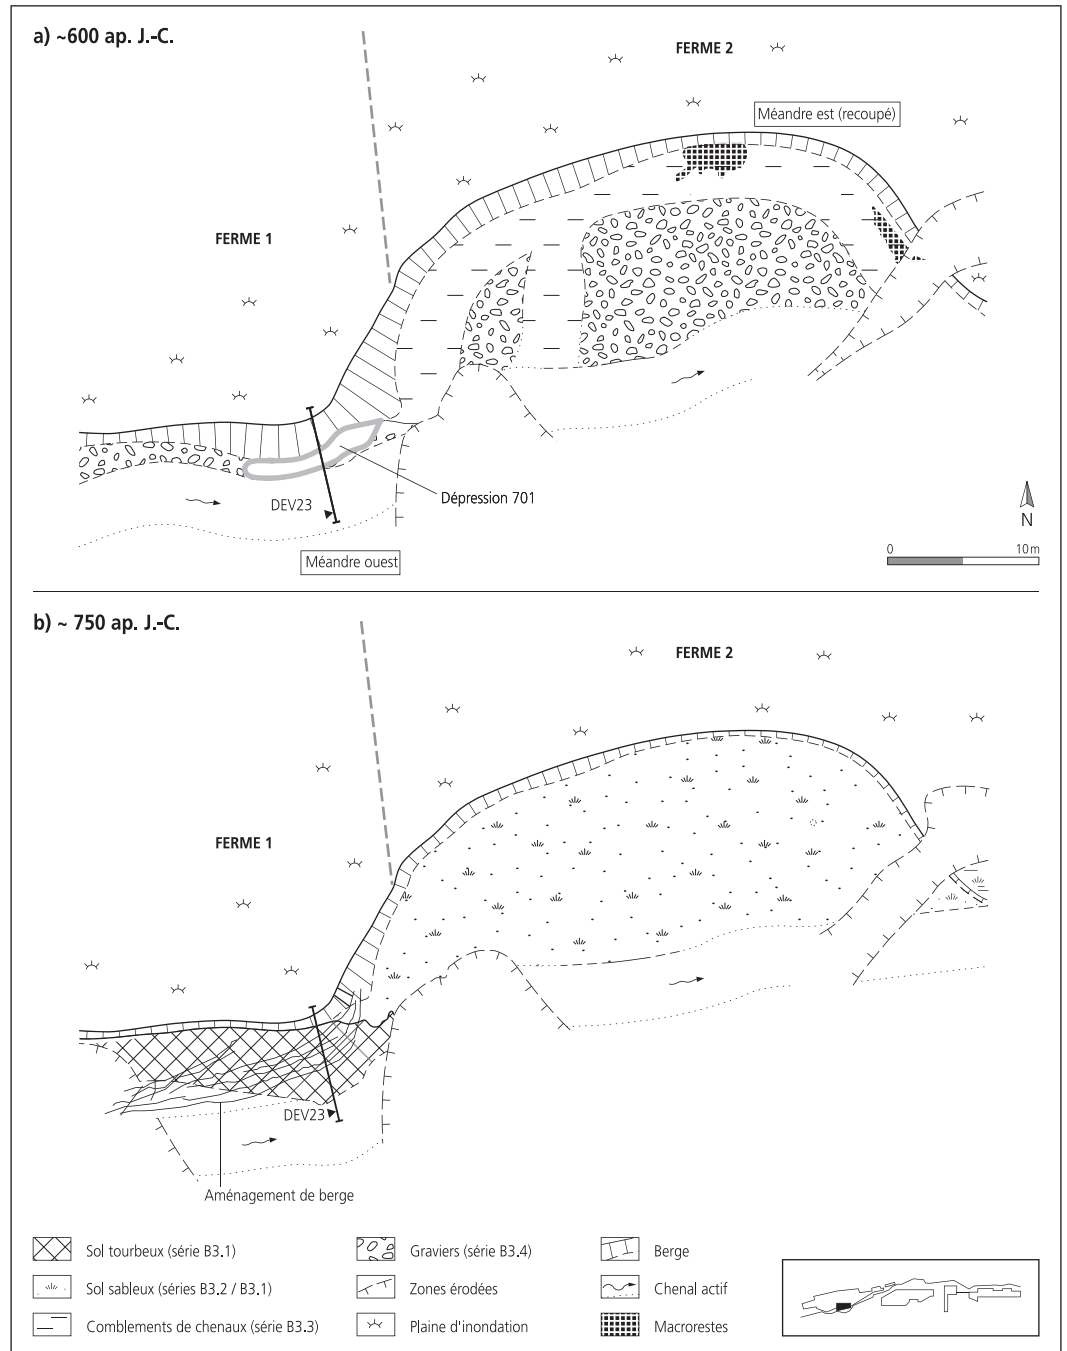 a) ~600 ap. J.-C.
FERME 2
Méandre est (recoupé)
FERME 1
DEV23
Dépression 701
Méandre ouest
N
0 10 m
b) ~ 750 ap. J.-C.
FERME 2
FERME 1
DEV23
Aménagement de berge
Sol tourbeux (série B3.1)
Sol sableux (séries B3.2 / B3.1)
Comblements de chenaux (série B3.3)
Graviers (série B3.4)
Zones érodées
Plaine d'inondation
Berge
Chenal actif
Macrorestes